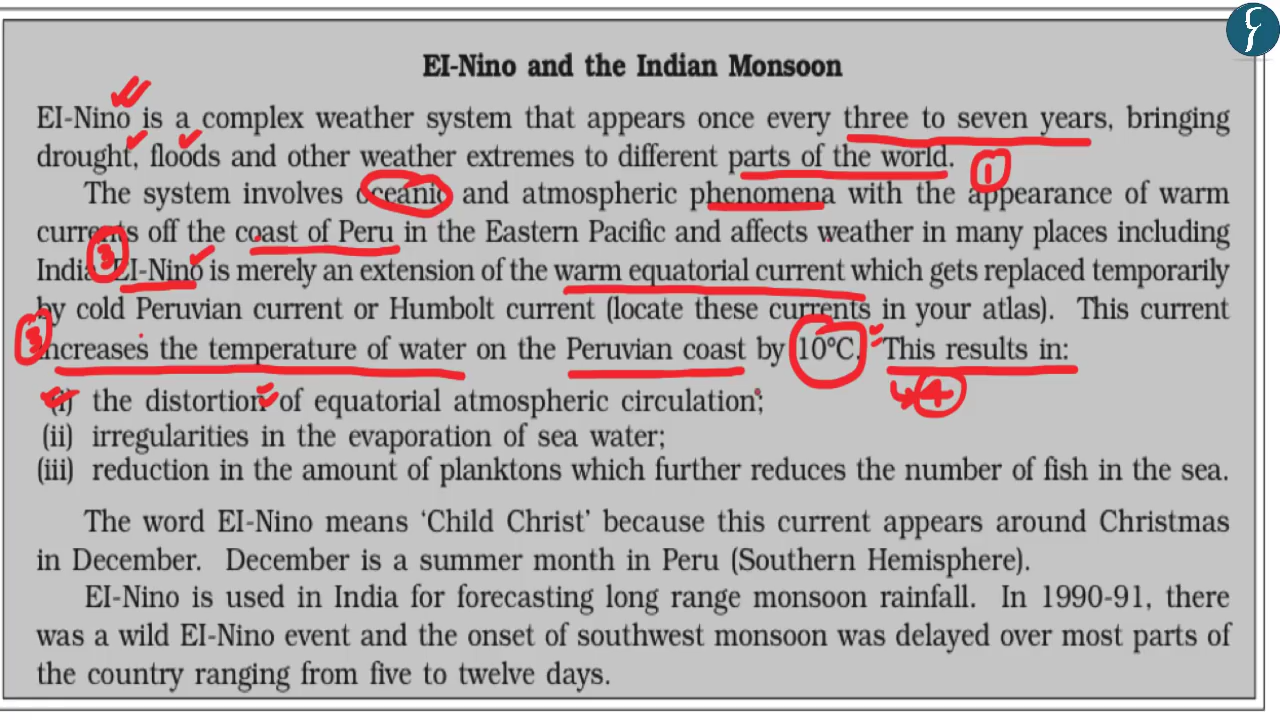 EI-Nino and the Indian Monsoon
EI-Nino is a complex weather system that appears once every three to seven years, bringing
drought, floods and other weather extremes to different parts of the world.
1
The system involves oceanic and atmospheric phenomena with the appearance of warm
currents off the coast of Peru in the Eastern Pacific and affects weather in many places including
3
India. EI-Nino is merely an extension of the warm equatorial current which gets replaced temporarily
by cold Peruvian current or Humbolt current (locate these currents in your atlas). This current
3
increases the temperature of water on the Peruvian coast by 10°C. This results in:
4
(i) the distortion of equatorial atmospheric circulation;
(ii) irregularities in the evaporation of sea water;
(iii) reduction in the amount of planktons which further reduces the number of fish in the sea.
The word EI-Nino means ‘Child Christ’ because this current appears around Christmas
in December. December is a summer month in Peru (Southern Hemisphere).
EI-Nino is used in India for forecasting long range monsoon rainfall. In 1990-91, there
was a wild EI-Nino event and the onset of southwest monsoon was delayed over most parts of
the country ranging from five to twelve days.